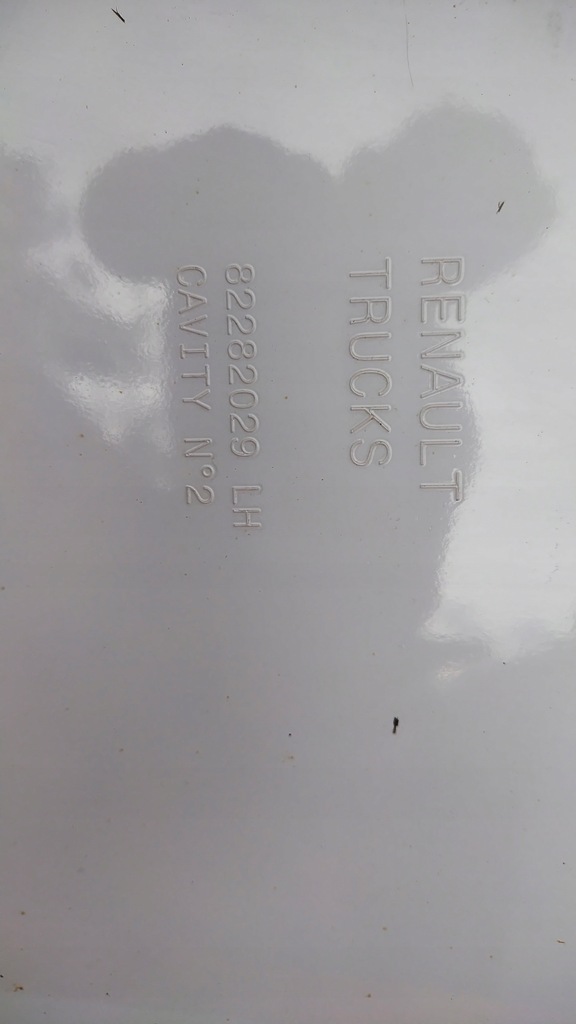 RENAULT
TRUCKS
82282029 LH
CAVITY N°2